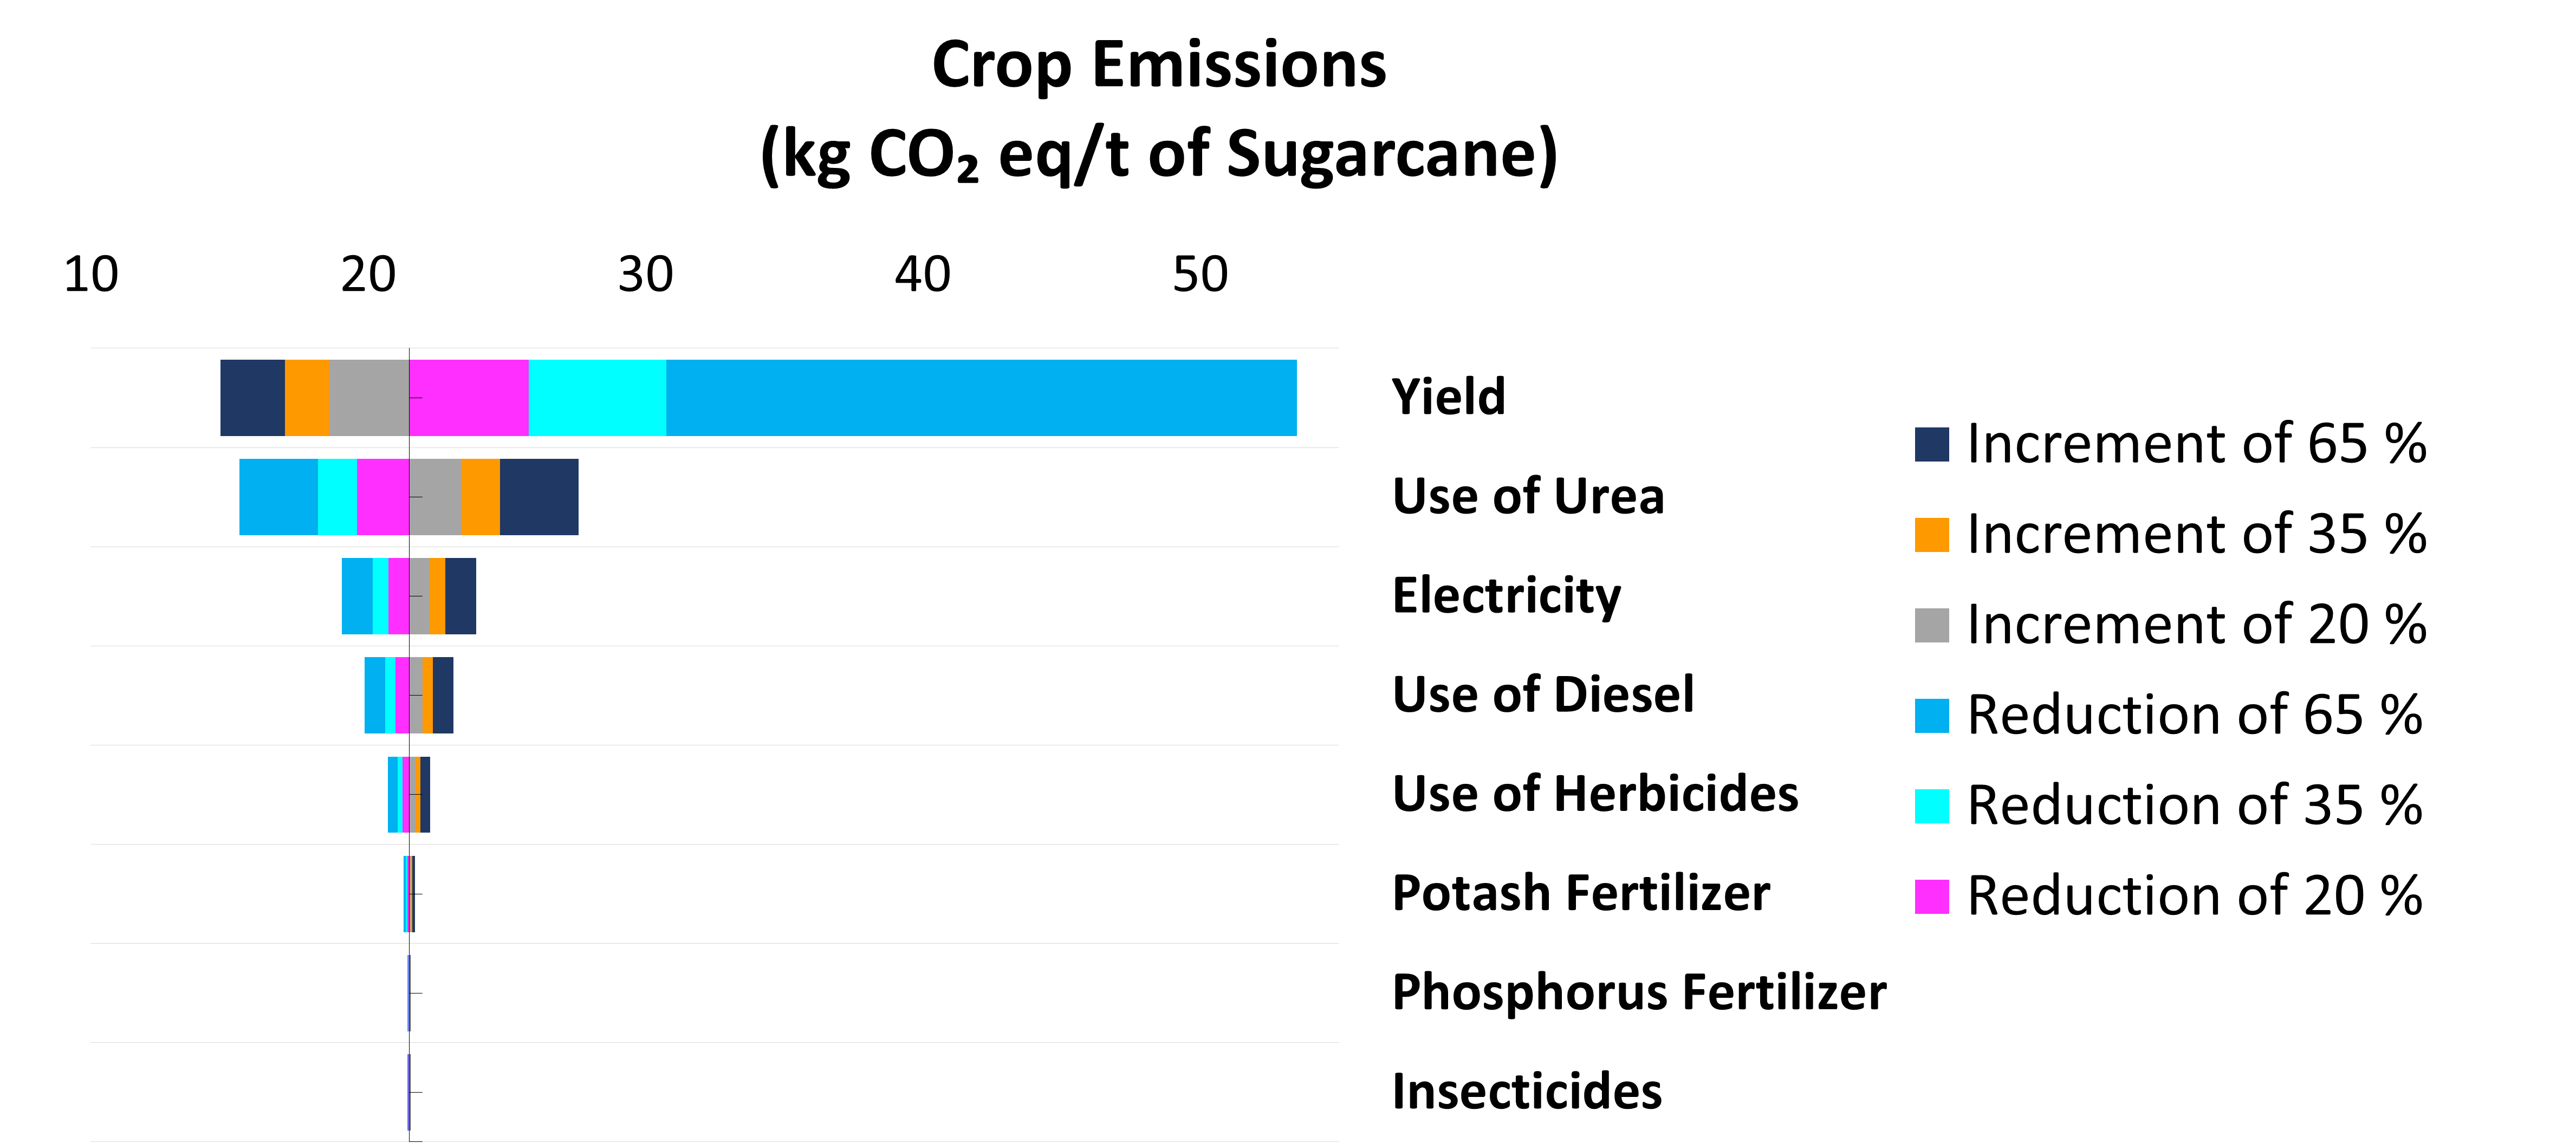 Crop Emissions
(kg CO₂ eq/t of Sugarcane)
10 20 30 40 50
Yield
Use of Urea
Electricity
Use of Diesel
Use of Herbicides
Potash Fertilizer
Phosphorus Fertilizer
Insecticides
Increment of 65 %
Increment of 35 %
Increment of 20 %
Reduction of 65 %
Reduction of 35 %
Reduction of 20 %